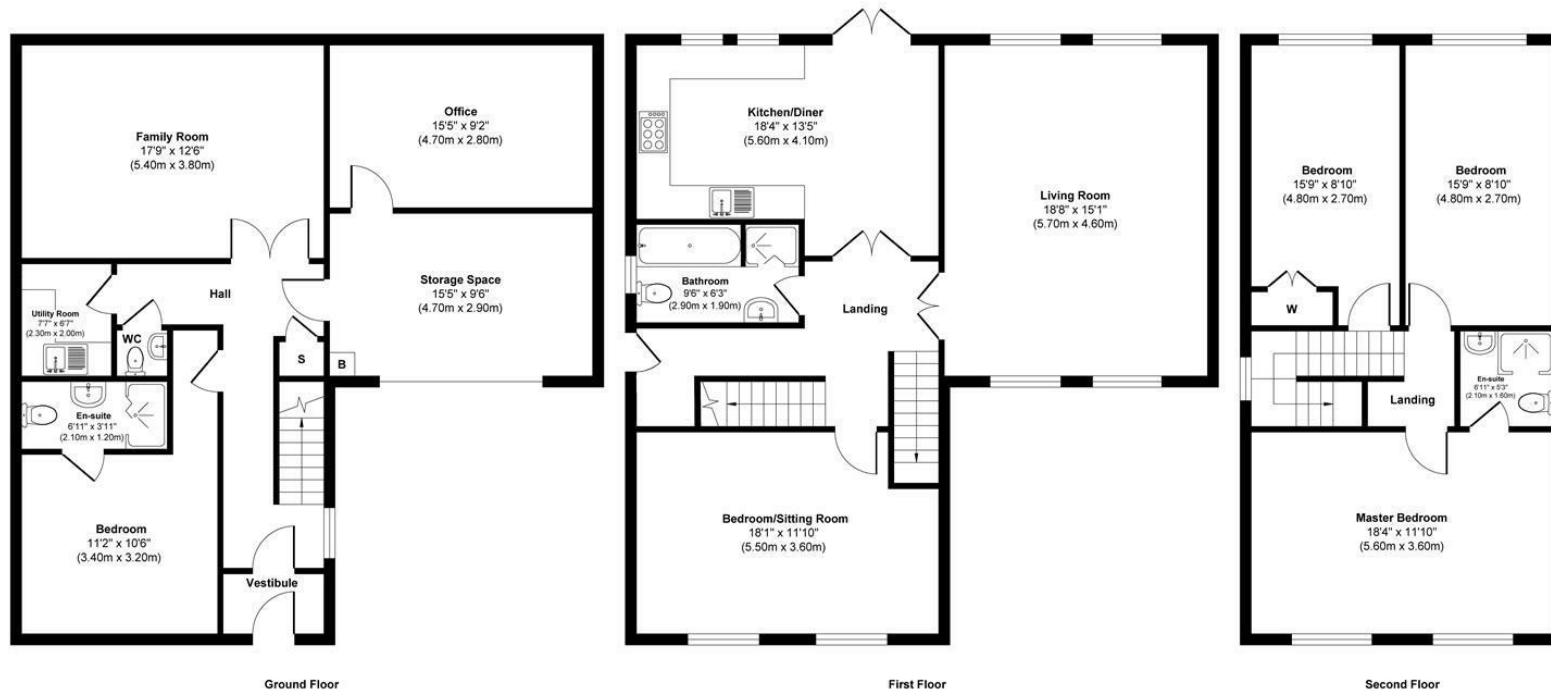 Family Room
17'9" x 12'6"
(5.40m x 3.80m)
Office
15'5" x 9'2"
(4.70m x 2.80m)
Hall
Storage Space
15'5" x 9'6"
(4.70m x 2.90m)
Utility Room
7'7" x 6'7"
(2.30m x 2.00m)
WC
S
B
En-suite
6'11" x 3'11"
(2.10m x 1.20m)
Bedroom
11'2" x 10'6"
(3.40m x 3.20m)
Vestibule
Ground Floor
Kitchen/Diner
18'4" x 13'5"
(5.60m x 4.10m)
Living Room
18'8" x 15'1"
(5.70m x 4.60m)
Bathroom
9'6" x 6'3"
(2.90m x 1.90m)
Landing
Bedroom/Sitting Room
18'1" x 11'10"
(5.50m x 3.60m)
First Floor
Bedroom
15'9" x 8'10"
(4.80m x 2.70m)
Bedroom
15'9" x 8'10"
(4.80m x 2.70m)
W
En-suite
6'11" x 5'3"
(2.10m x 1.60m)
Landing
Master Bedroom
18'4" x 11'10"
(5.60m x 3.60m)
Second Floor